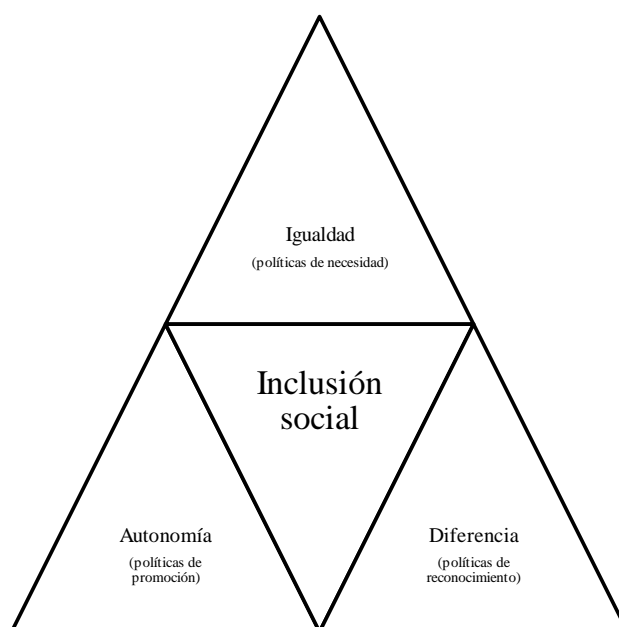 Igualdad
(políticas de necesidad)
Inclusión
social
Autonomía
(políticas de
promoción)
Diferencia
(políticas de
reconocimiento)